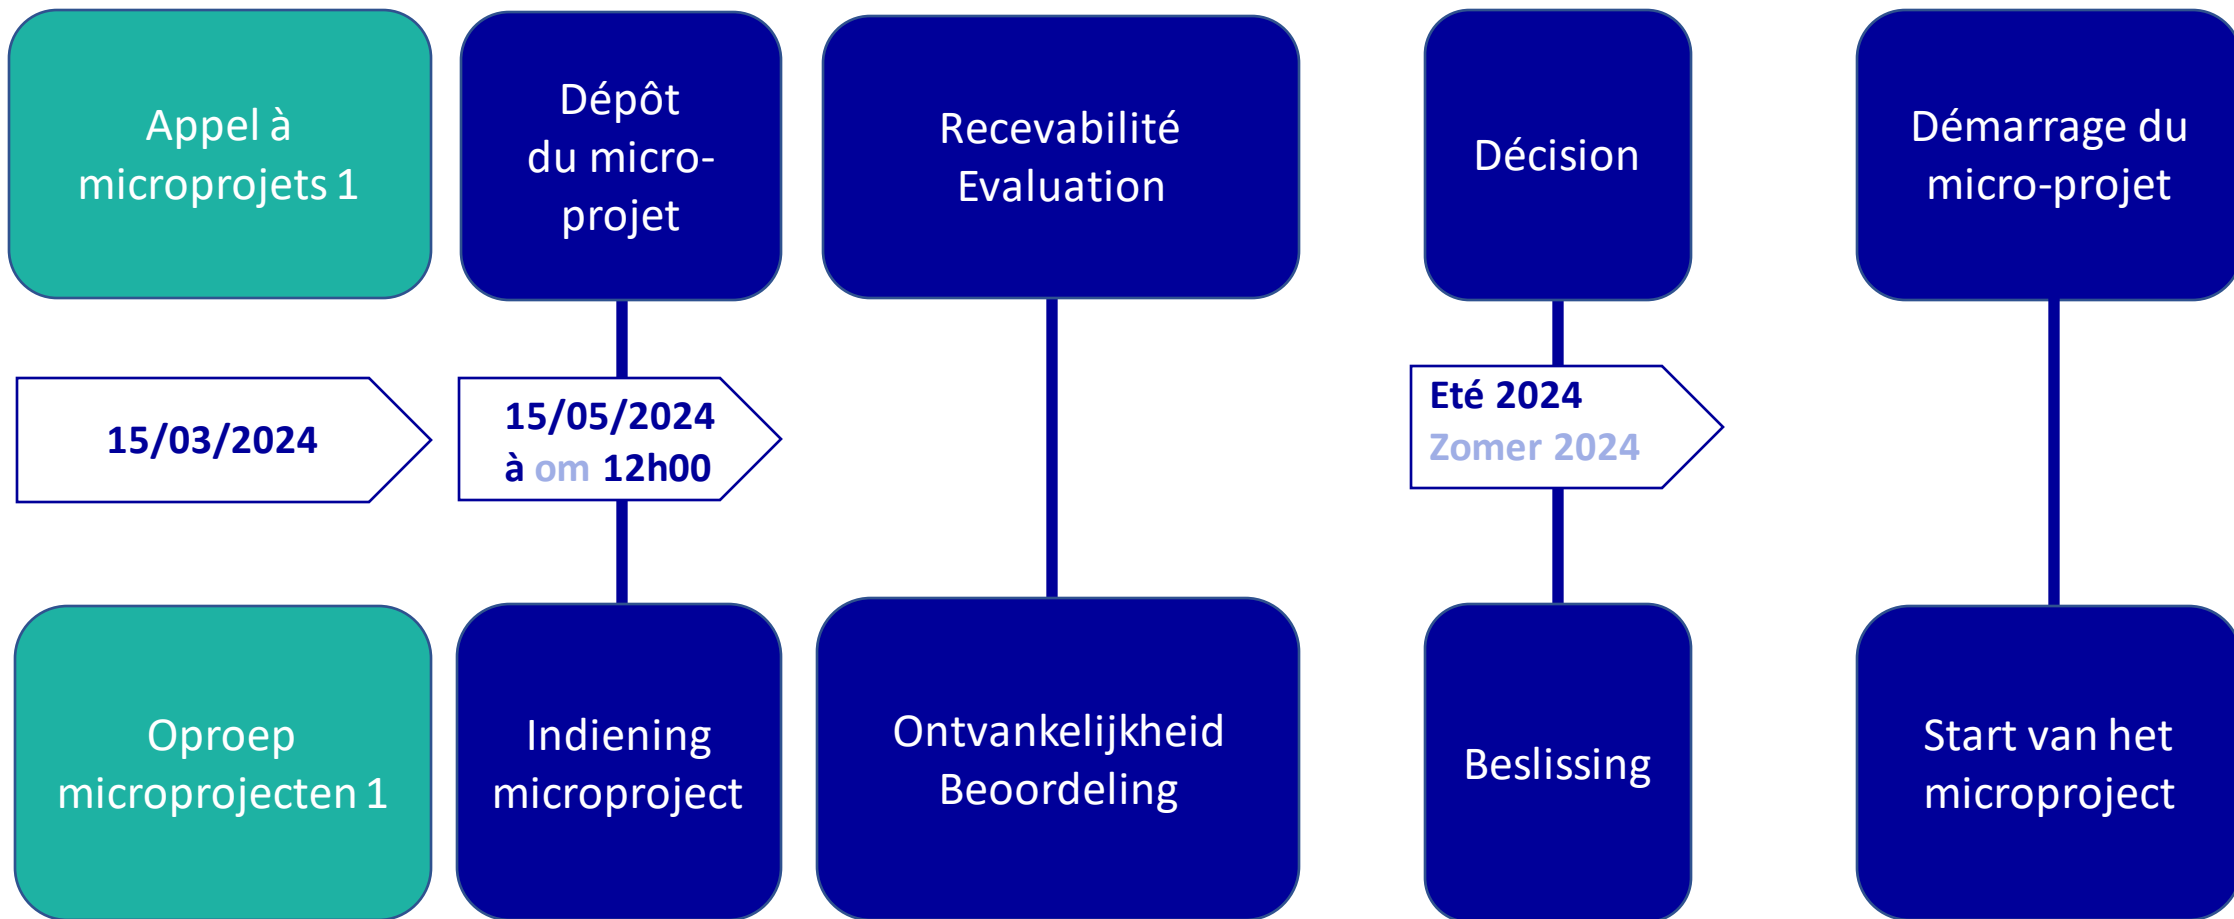 Appel à
microprojets 1
Dépôt
du micro-
projet
Recevabilité
Evaluation
Décision
Démarrage du
micro-projet
15/03/2024
15/05/2024
à om 12h00
Eté 2024
Zomer 2024
Oproep
microprojecten 1
Indiening
microproject
Ontvankelijkheid
Beoordeling
Beslissing
Start van het
microproject